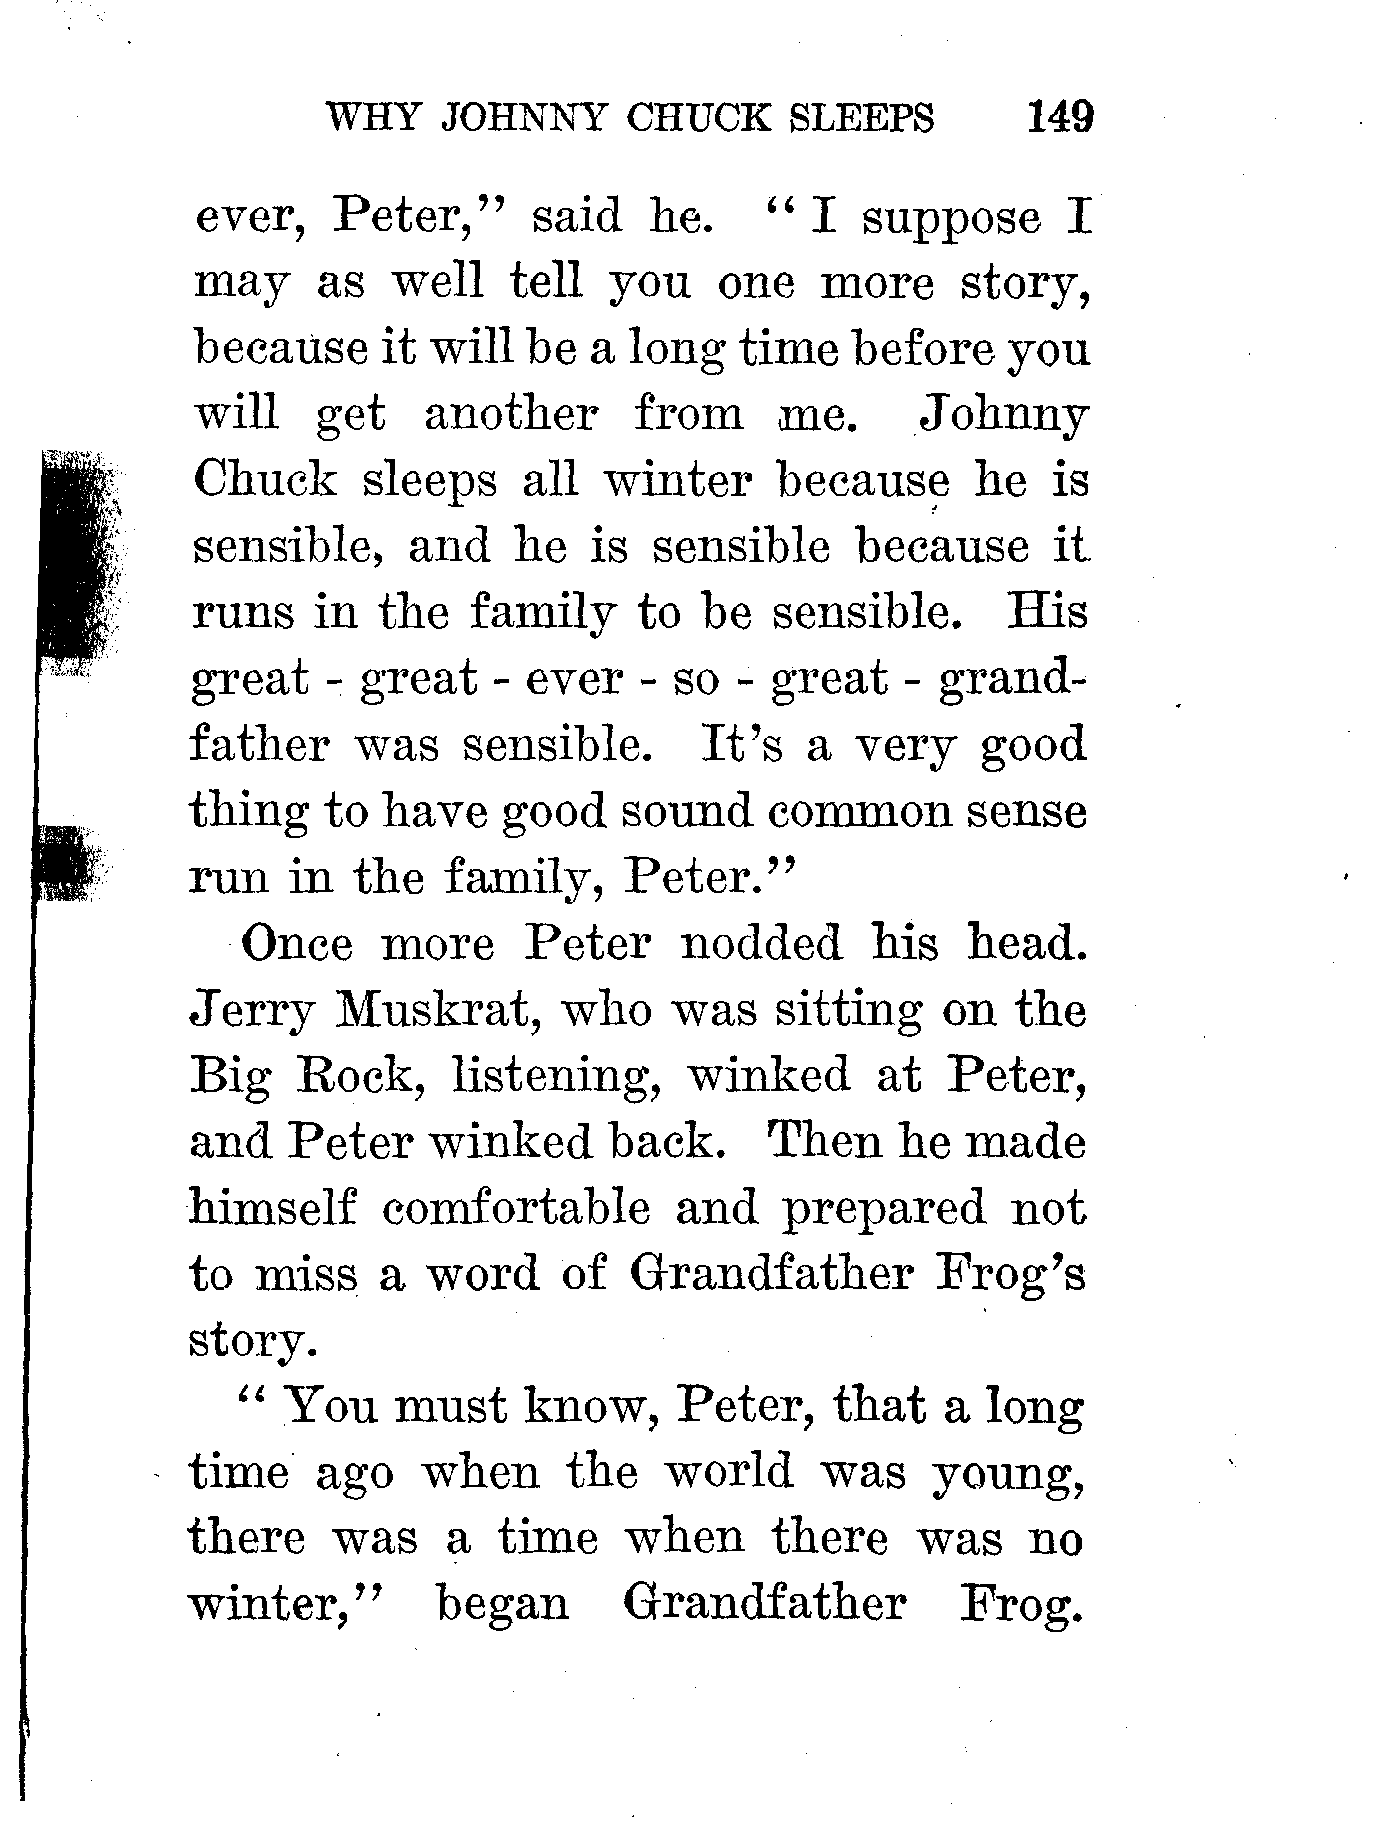 WHY JOHNNY CHUCK SLEEPS 149
ever, Peter," said he. "I suppose I
may as well tell you one more story,
because it will be a long time before you
will get another from me. Johnny
Chuck sleeps all winter because he is
sensible, and he is sensible because it
runs in the family to be sensible. His
great - great - ever - so - great - grand-
father was sensible. It's a very good
thing to have good sound common sense
run in the family, Peter."
Once more Peter nodded his head.
Jerry Muskrat, who was sitting on the
Big Rock, listening, winked at Peter,
and Peter winked back. Then he made
himself comfortable and prepared not
to miss a word of Grandfather Frog's
story.
"You must know, Peter, that a long
time ago when the world was young,
there was a time when there was no
winter," began Grandfather Frog.